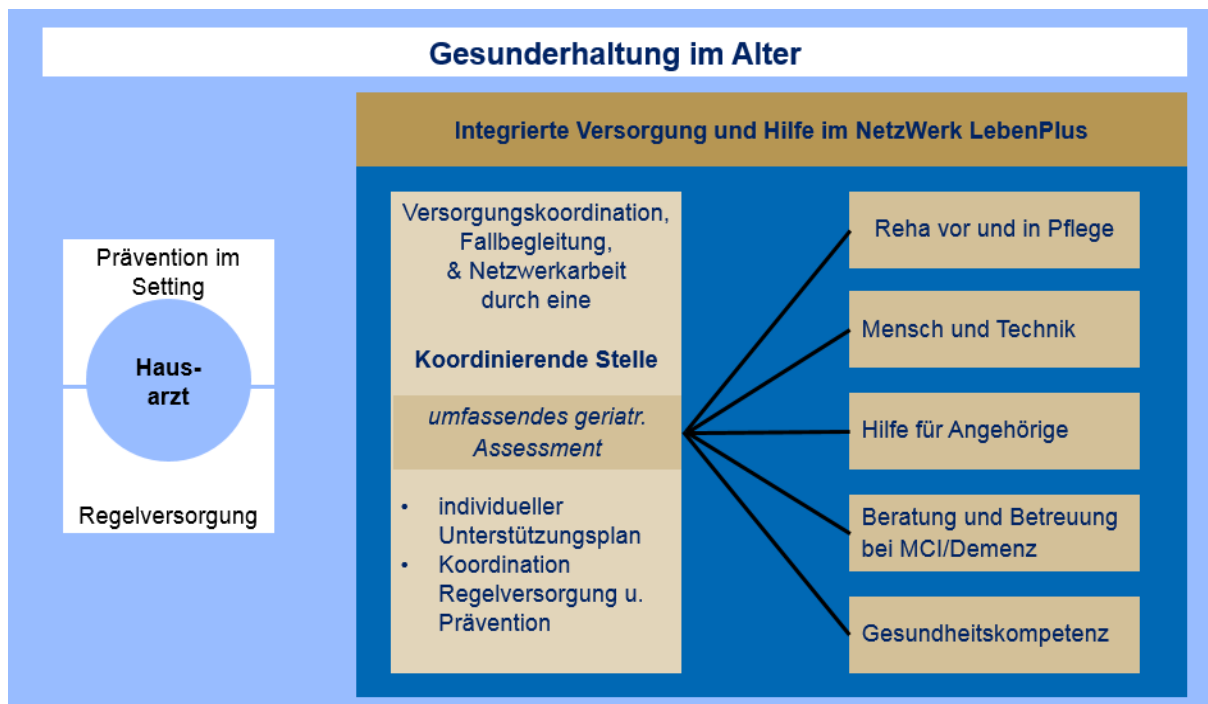 Gesunderhaltung im Alter
Integrierte Versorgung und Hilfe im NetzWerk LebenPlus
Prävention im
Setting
Haus-
arzt
Regelversorgung
Versorgungskoordination,
Fallbegleitung,
& Netzwerkarbeit
durch eine
Koordinierende Stelle
umfassendes geriatr.
Assessment
• individueller
Unterstützungsplan
• Koordination
Regelversorgung u.
Prävention
Reha vor und in Pflege
Mensch und Technik
Hilfe für Angehörige
Beratung und Betreuung
bei MCI/Demenz
Gesundheitskompetenz